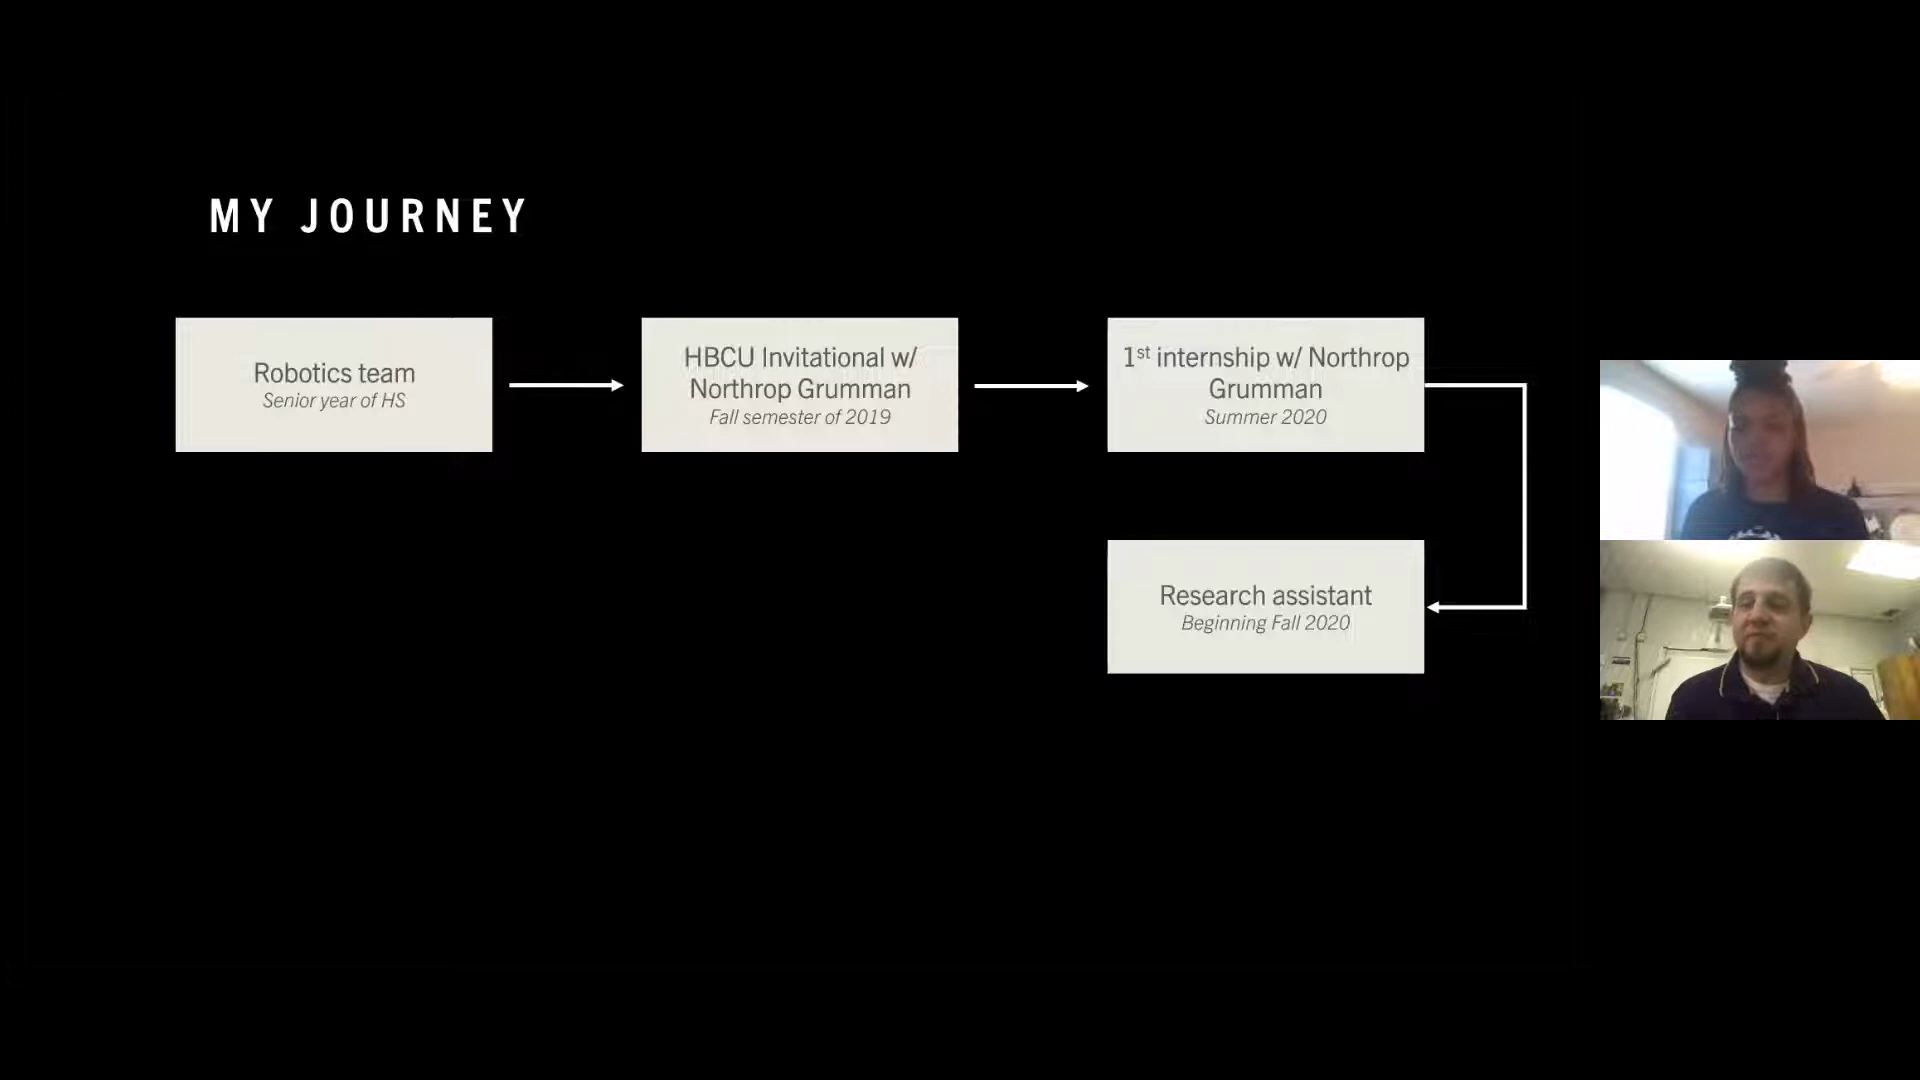 MY JOURNEY
Robotics team
Senior year of HS
HBCU Invitational w/
Northrop Grumman
Fall semester of 2019
1st internship w/ Northrop
Grumman
Summer 2020
Research assistant
Beginning Fall 2020